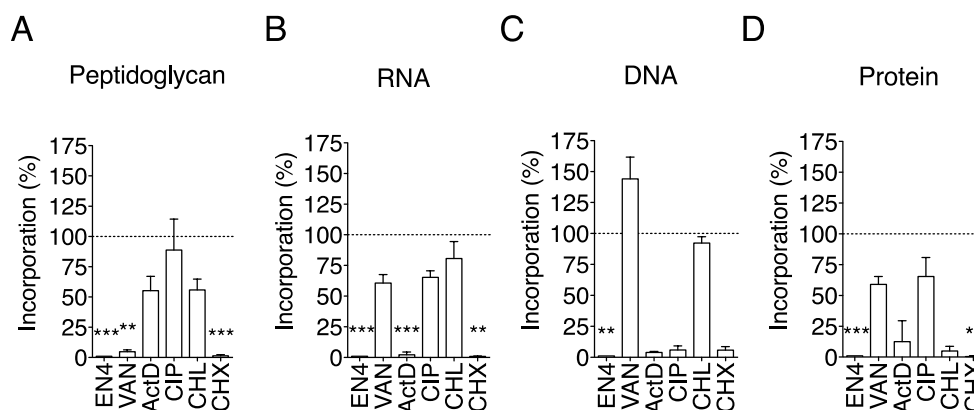 A
Peptidoglycan
Incorporation (%)
175
150
125
100
75
50
25
0
*** ** ***
EN4 VAN ActD CIP CHL CHX
B
RNA
Incorporation (%)
175
150
125
100
75
50
25
0
*** *** **
EN4 VAN ActD CIP CHL CHX
C
DNA
Incorporation (%)
175
150
125
100
75
50
25
0
**
EN4 VAN ActD CIP CHL CHX
D
Protein
Incorporation (%)
175
150
125
100
75
50
25
0
*** *
EN4 VAN ActD CIP CHL CHX